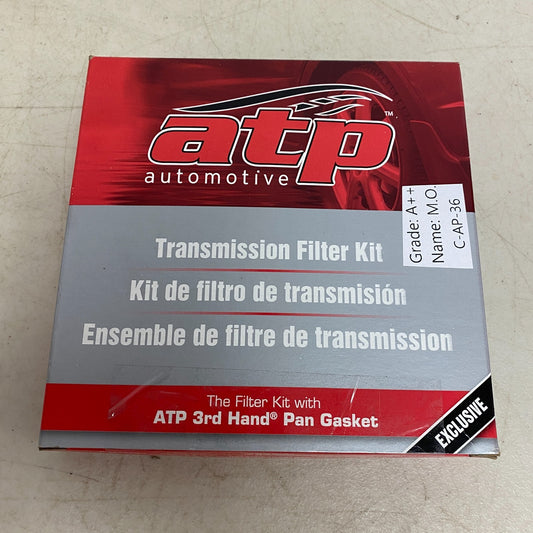 atp™
automotive
Grade: A++
Name: M.O.
C-AP-36
Transmission Filter Kit
Kit de filtro de transmisión
Ensemble de filtre de transmission
The Filter Kit with
ATP 3rd Hand® Pan Gasket
EXCLUSIVE